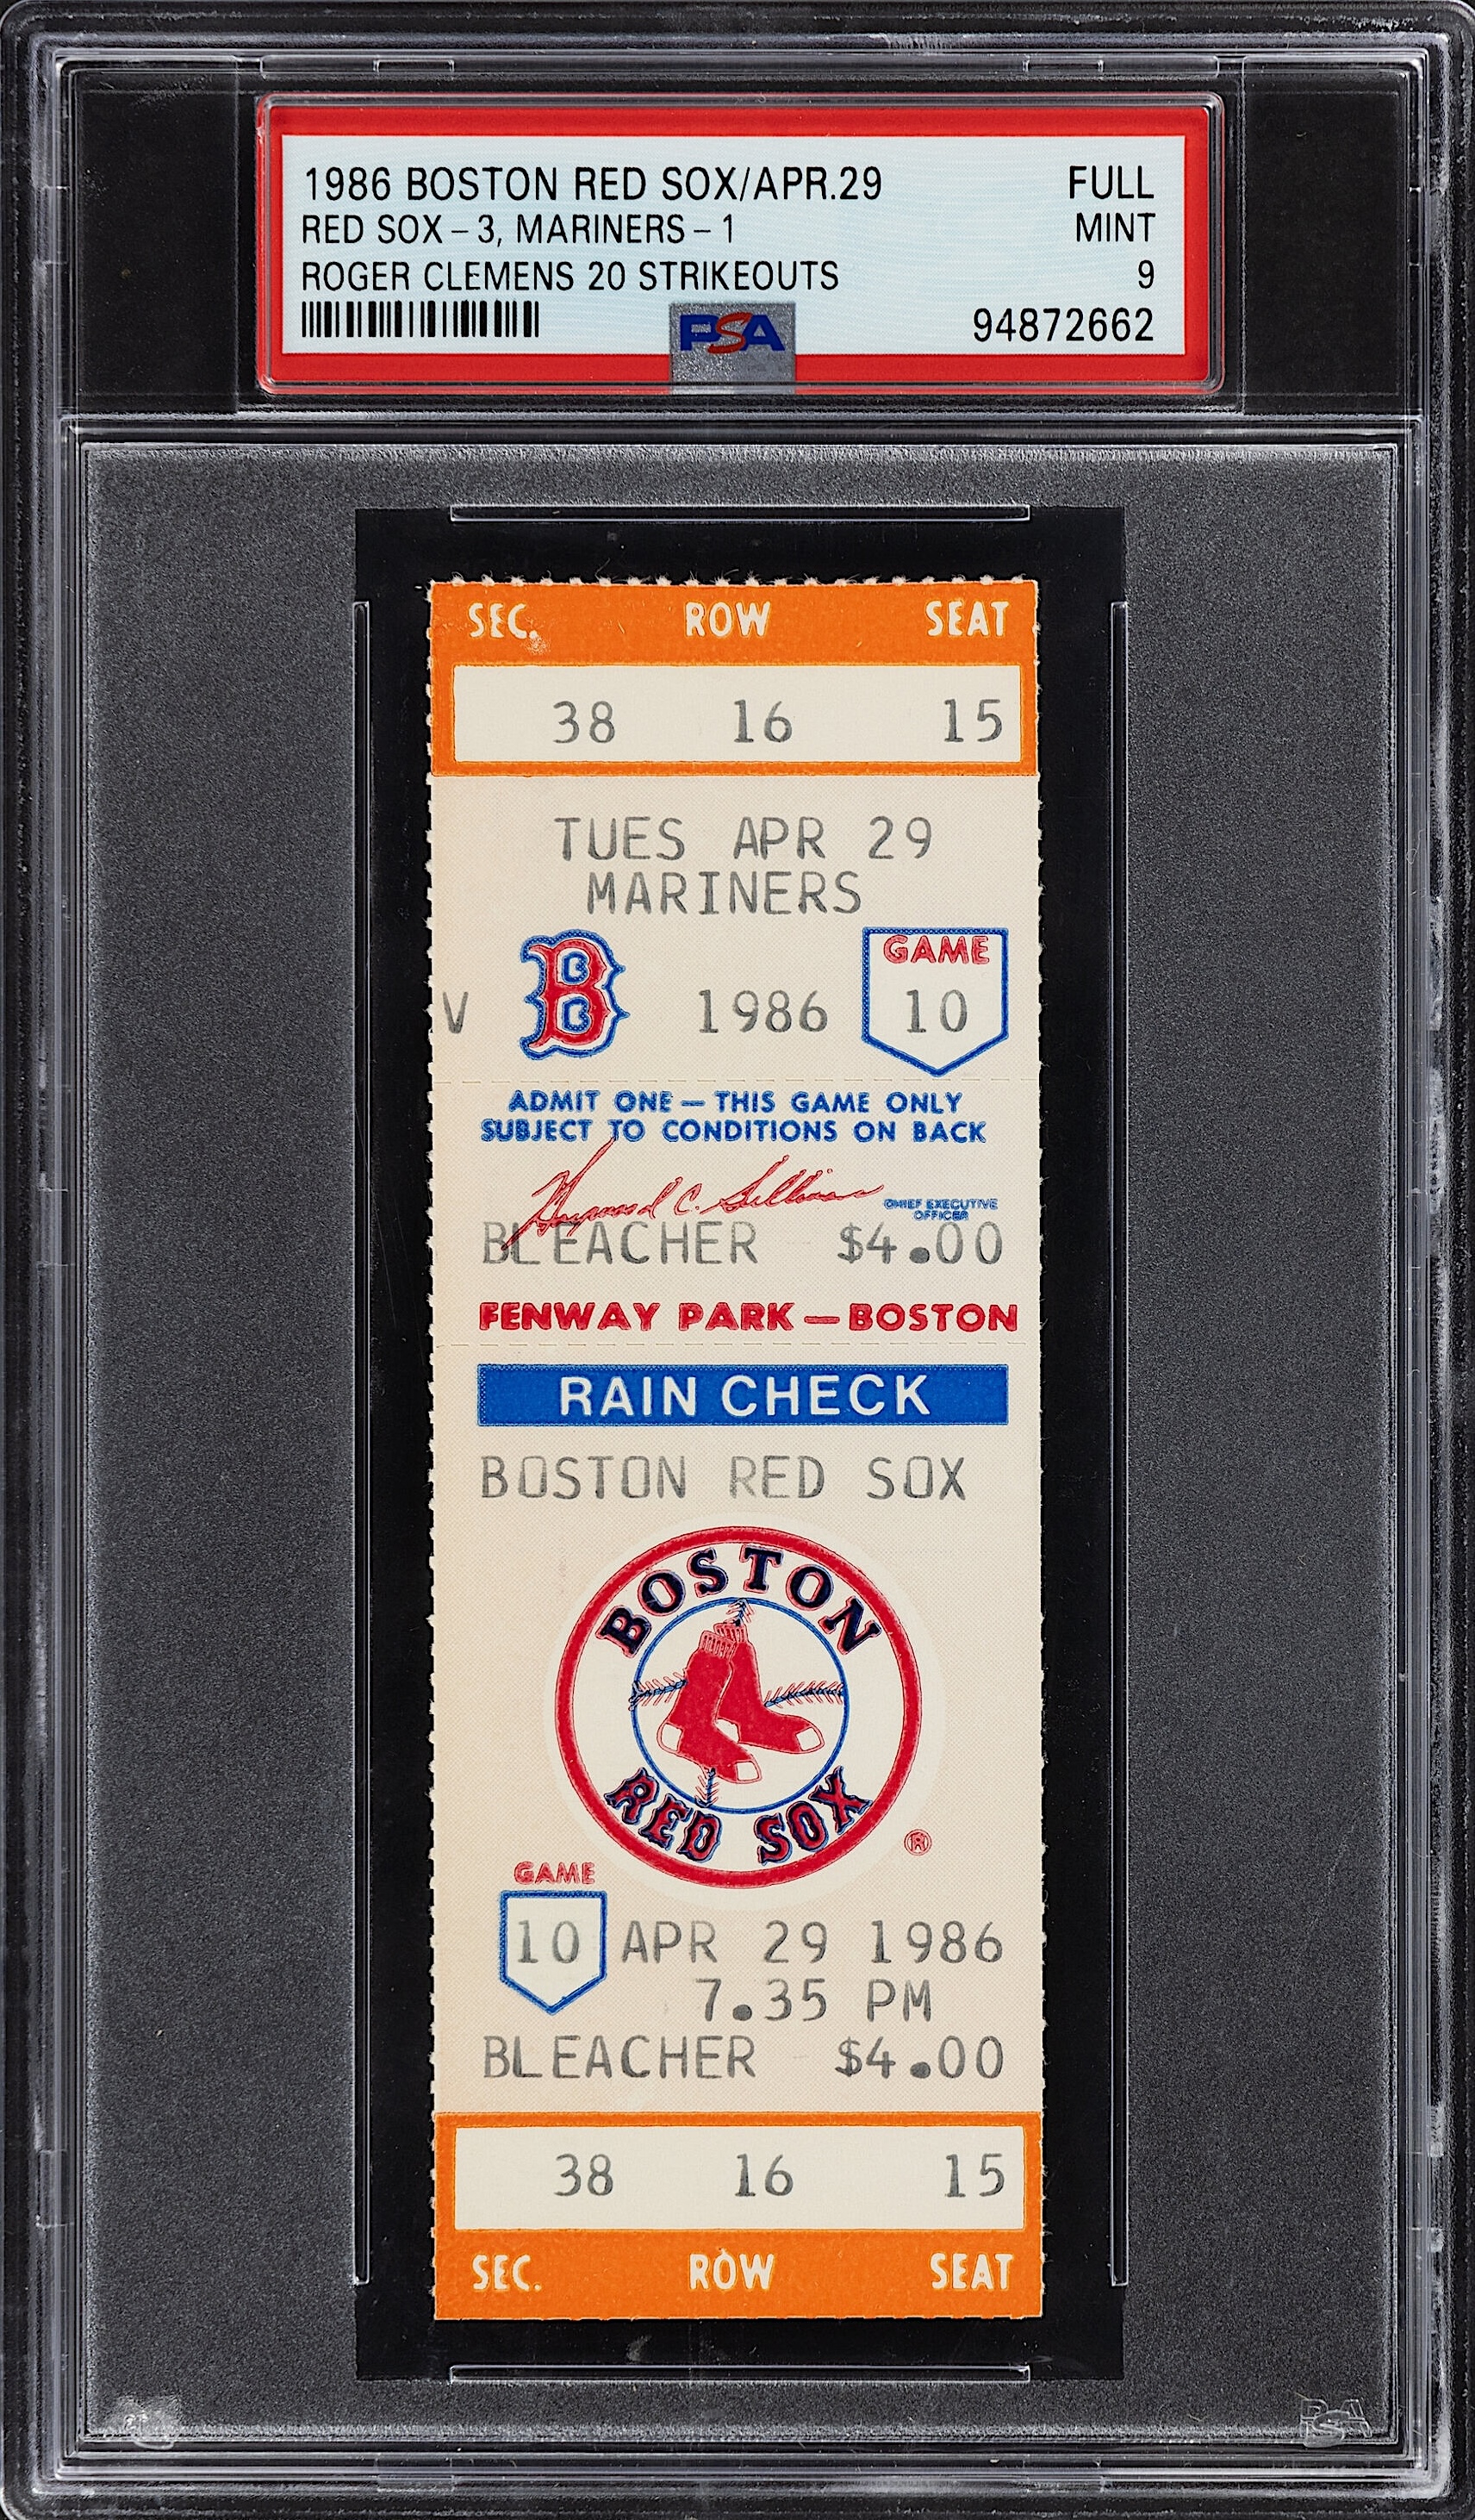 1986 BOSTON RED SOX/APR.29 FULL
RED SOX – 3, MARINERS – 1 MINT
ROGER CLEMENS 20 STRIKEOUTS 9
PSA 94872662
SEC. ROW SEAT
38 16 15
TUES APR 29
MARINERS
GAME
V B 1986 10
ADMIT ONE — THIS GAME ONLY
SUBJECT TO CONDITIONS ON BACK
Haywood C. Sullivan CHIEF EXECUTIVE
OFFICER
BLEACHER $4.00
FENWAY PARK — BOSTON
RAIN CHECK
BOSTON RED SOX
BOSTON
RED SOX ®
GAME
10 APR 29 1986
7.35 PM
BLEACHER $4.00
38 16 15
SEC. ROW SEAT
PSA